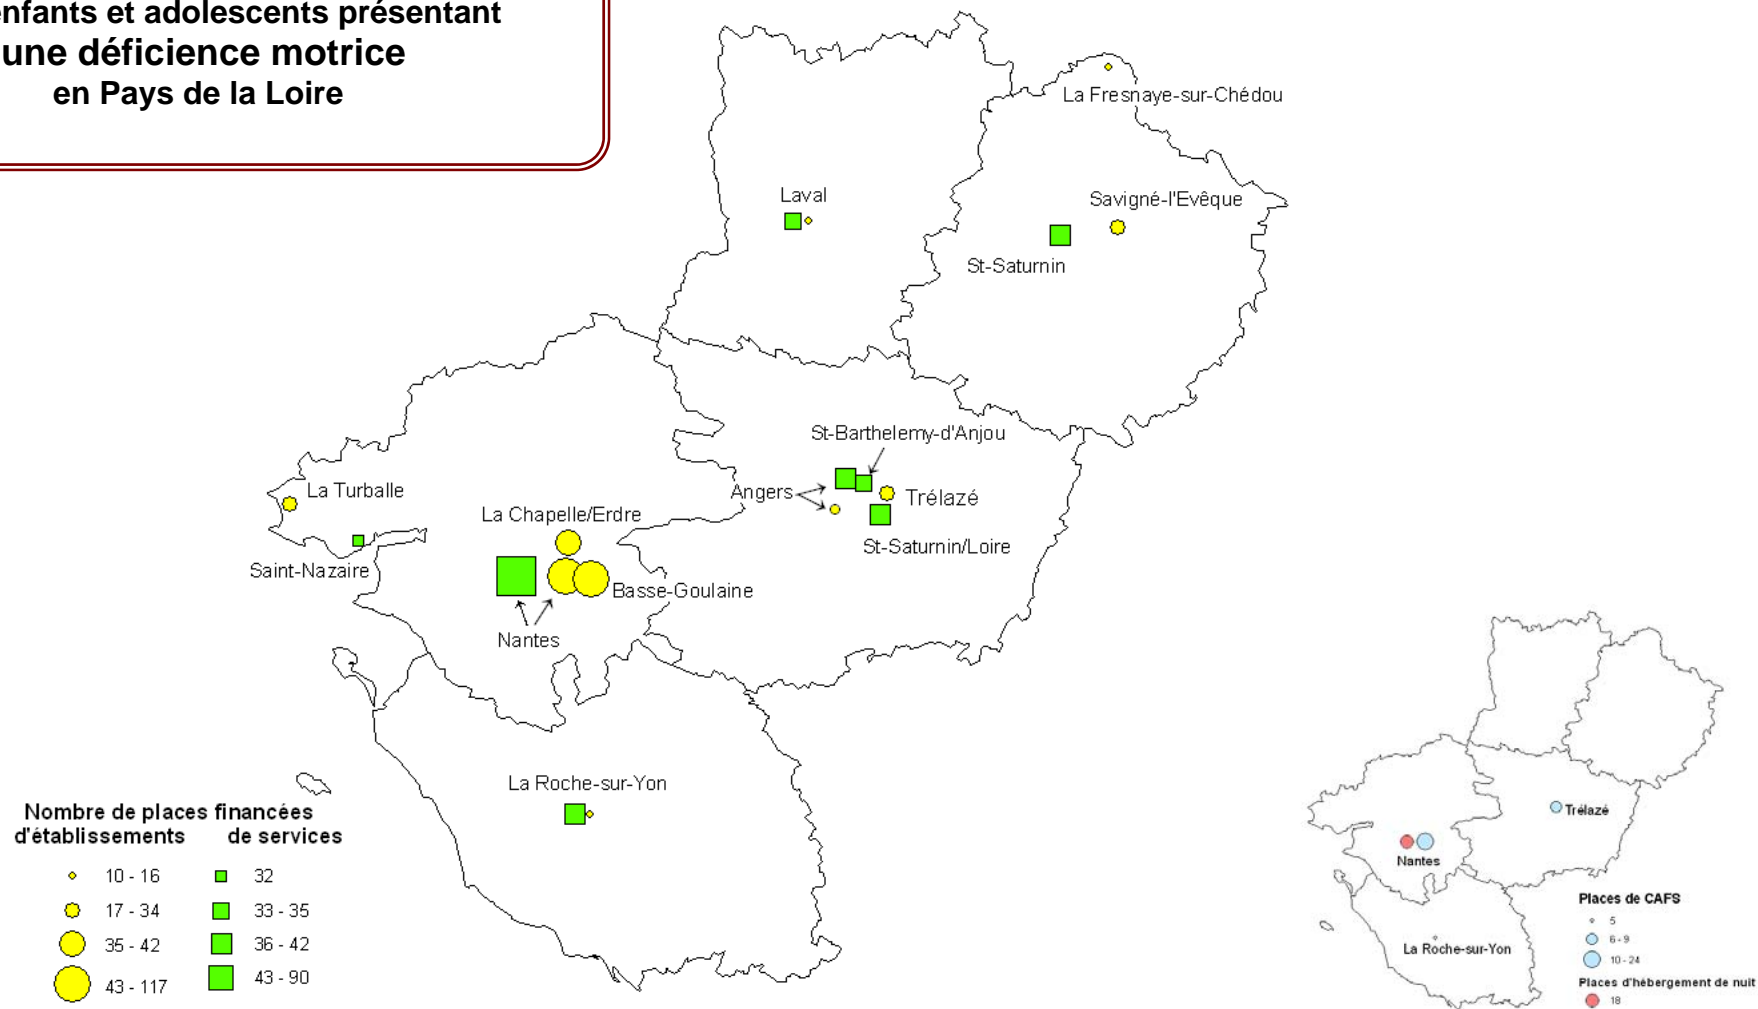 enfants et adolescents présentant
une déficience motrice
en Pays de la Loire
La Fresnaye-sur-Chédou
Laval
Savigné-l'Evêque
St-Saturnin
St-Barthelemy-d'Anjou
La Turballe
Angers
Trélazé
La Chapelle/Erdre
St-Saturnin/Loire
Saint-Nazaire
Basse-Goulaine
Nantes
La Roche-sur-Yon
Nombre de places financées
d'établissements de services
10 - 16 32
17 - 34 33 - 35
35 - 42 36 - 42
43 - 117 43 - 90
Trélazé
Nantes
La Roche-sur-Yon
Places de CAFS
5
6 - 9
10 - 24
Places d'hébergement de nuit
18